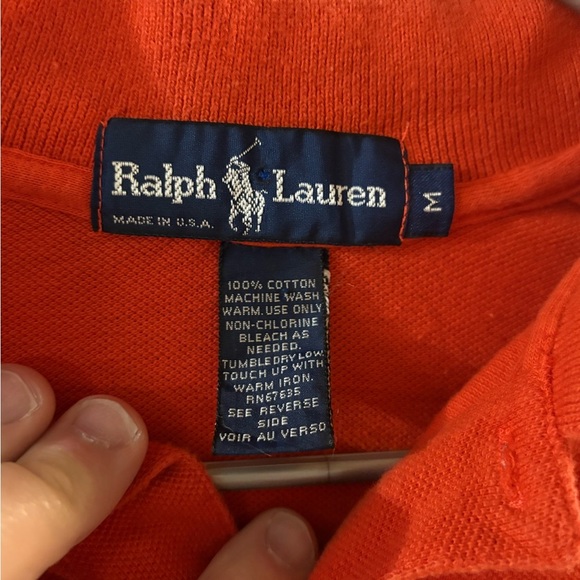 Ralph Lauren
MADE IN U.S.A.
M
100% COTTON
MACHINE WASH
WARM. USE ONLY
NON-CHLORINE
BLEACH AS
NEEDED.
TUMBLE DRY LOW.
TOUCH UP WITH
WARM IRON.
RN67635
SEE REVERSE
SIDE
VOIR AU VERSO